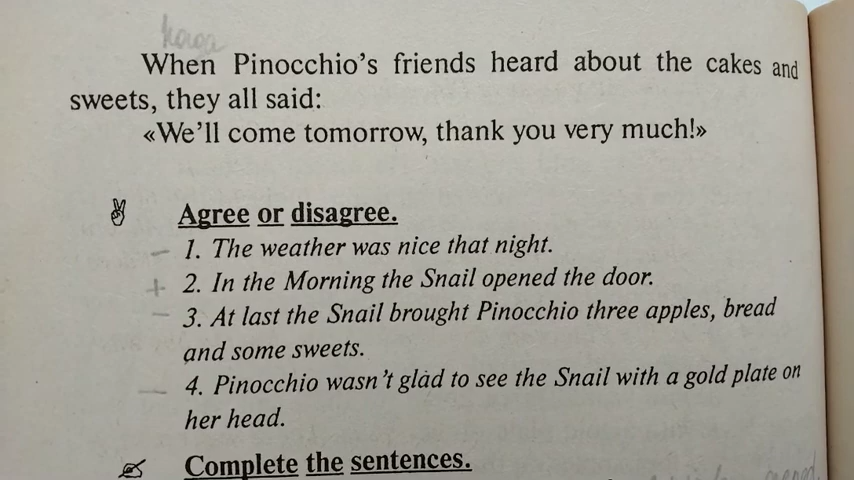 когда
When Pinocchio's friends heard about the cakes and
sweets, they all said:
«We'll come tomorrow, thank you very much!»
Agree or disagree.
– 1. The weather was nice that night.
+ 2. In the Morning the Snail opened the door.
– 3. At last the Snail brought Pinocchio three apples, bread
and some sweets.
– 4. Pinocchio wasn't glad to see the Snail with a gold plate on
her head.
Complete the sentences.
opened